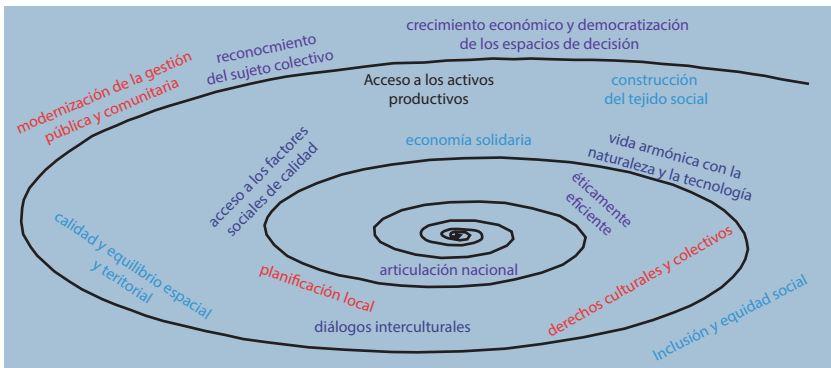 crecimiento económico y democratización
de los espacios de decisión
reconocmiento
del sujeto colectivo
modernización de la gestión
pública y comunitaria
Acceso a los activos
productivos
construcción
del tejido social
economía solidaria
vida armónica con la
naturaleza y la tecnología
acceso a los factores
sociales de calidad
éticamente
eficiente
calidad y equilibrio espacial
y teritorial
planificación local
articulación nacional
derechos culturales y colectivos
diálogos interculturales
Inclusión y equidad social